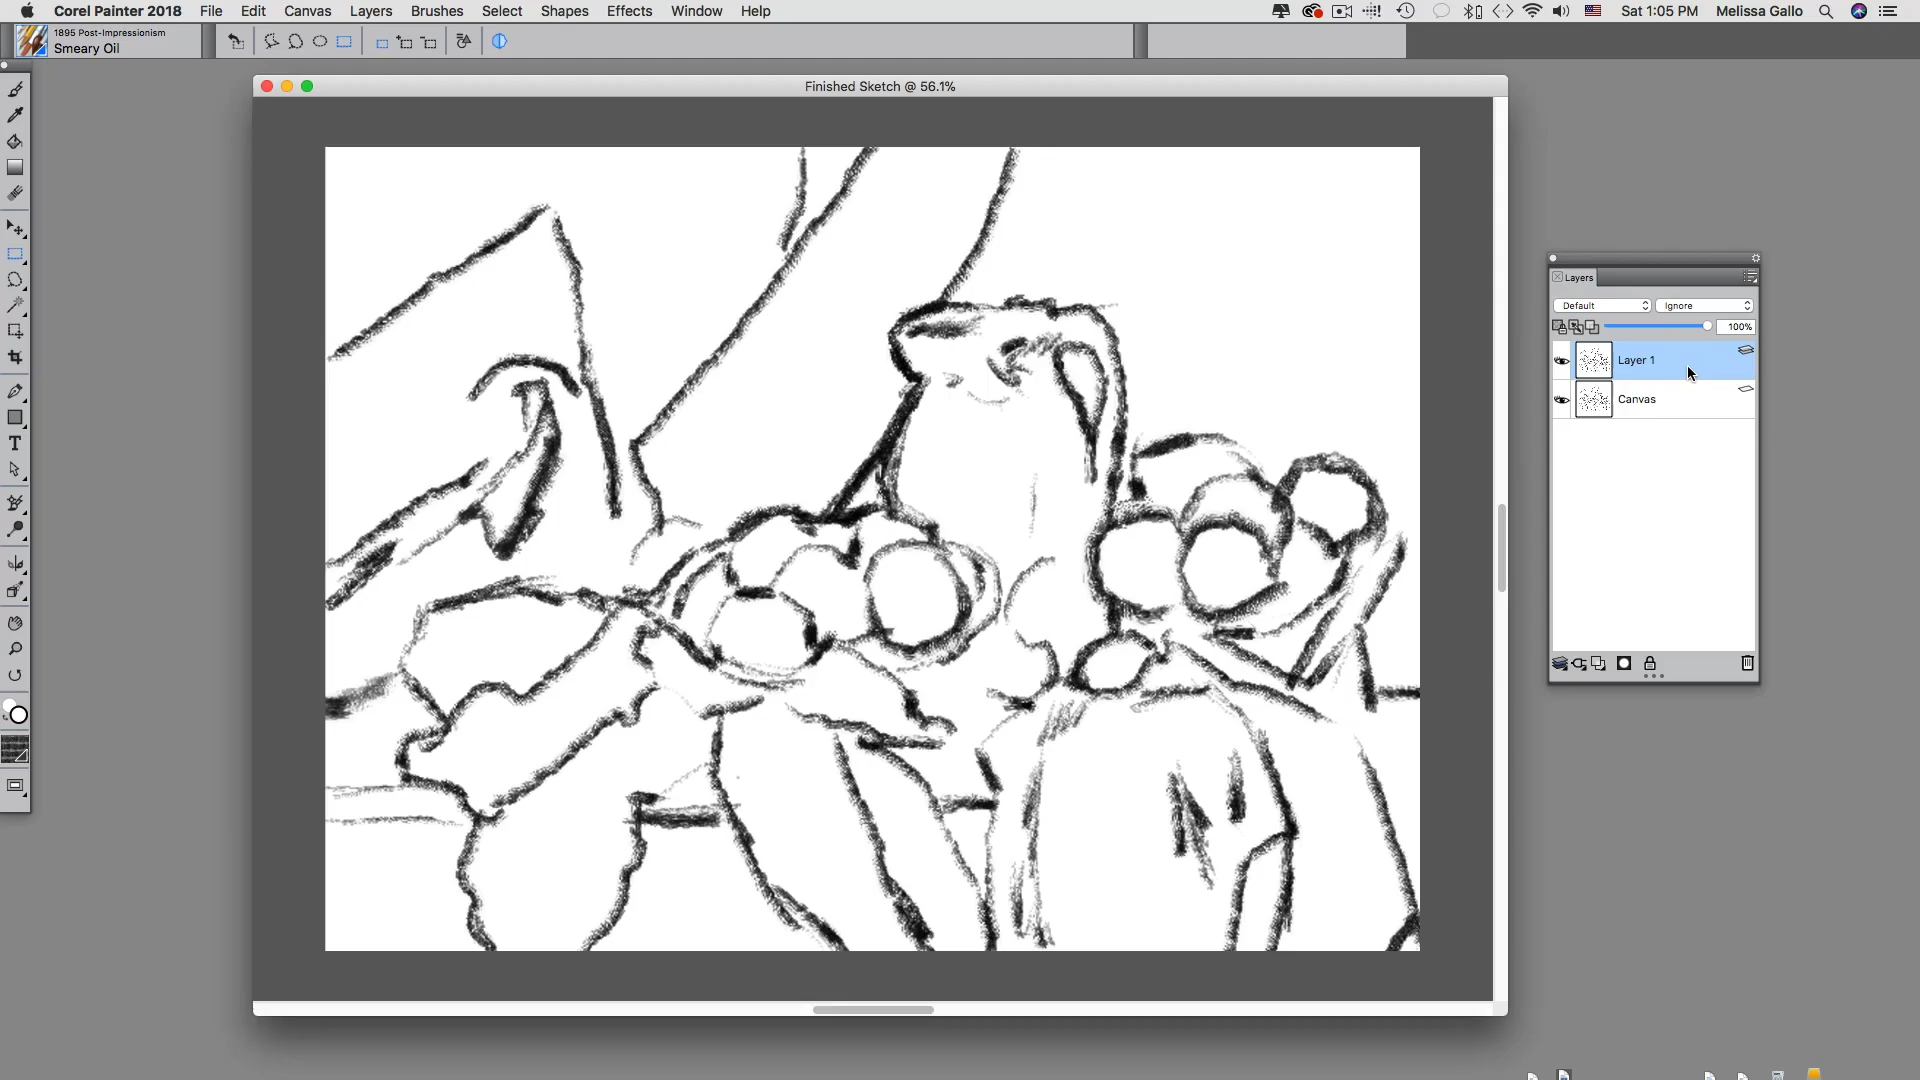 Corel Painter 2018 File Edit Canvas Layers Brushes Select Shapes Effects Window Help Sat 1:05 PM Melissa Gallo
1895 Post-Impressionism
Smeary Oil
Finished Sketch @ 56.1%
Layers
Default Ignore
100%
Layer 1
Canvas
T